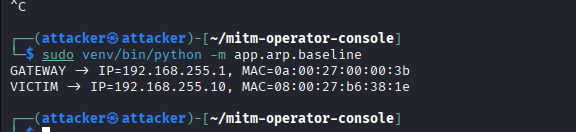 ^C
┌──(attacker㉿attacker)-[~/mitm-operator-console]
└─$ sudo venv/bin/python -m app.arp.baseline
GATEWAY → IP=192.168.255.1, MAC=0a:00:27:00:00:3b
VICTIM → IP=192.168.255.10, MAC=08:00:27:b6:38:1e
┌──(attacker㉿attacker)-[~/mitm-operator-console]